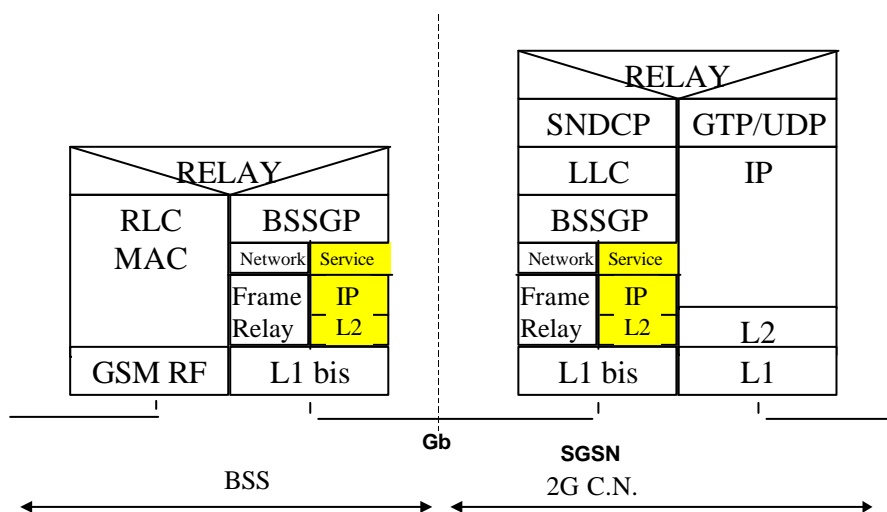 RELAY
SNDCP GTP/UDP
RELAY LLC IP
RLC BSSGP BSSGP
MAC Network Service Network Service
Frame IP Frame IP
Relay L2 Relay L2 L2
GSM RF L1 bis L1 bis L1
Gb SGSN
BSS 2G C.N.